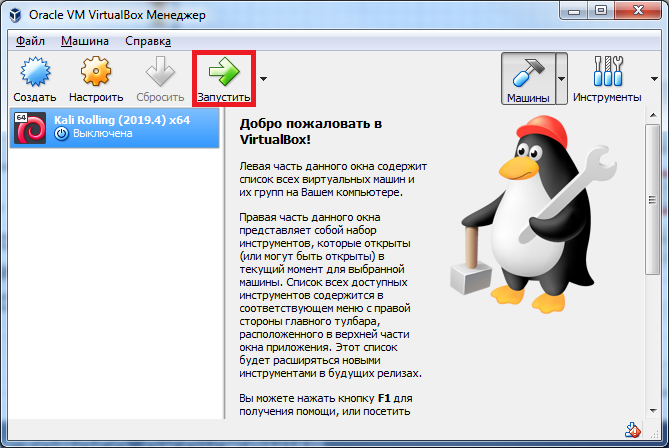 Oracle VM VirtualBox Менеджер
Файл Машина Справка
Создать Настроить Сбросить Запустить Машины Инструменты
64
Kali Rolling (2019.4) x64
Выключена
Добро пожаловать в
VirtualBox!
Левая часть данного окна содержит
список всех виртуальных машин и
их групп на Вашем компьютере.
Правая часть данного окна
представляет собой набор
инструментов, которые открыты
(или могут быть открыты) в
текущий момент для выбранной
машины. Список всех доступных
инструментов содержится в
соответствующем меню с правой
стороны главного тулбара,
расположенного в верхней части
окна приложения. Этот список
будет расширяться новыми
инструментами в будущих релизах.
Вы можете нажать кнопку F1 для
получения помощи, или посетить